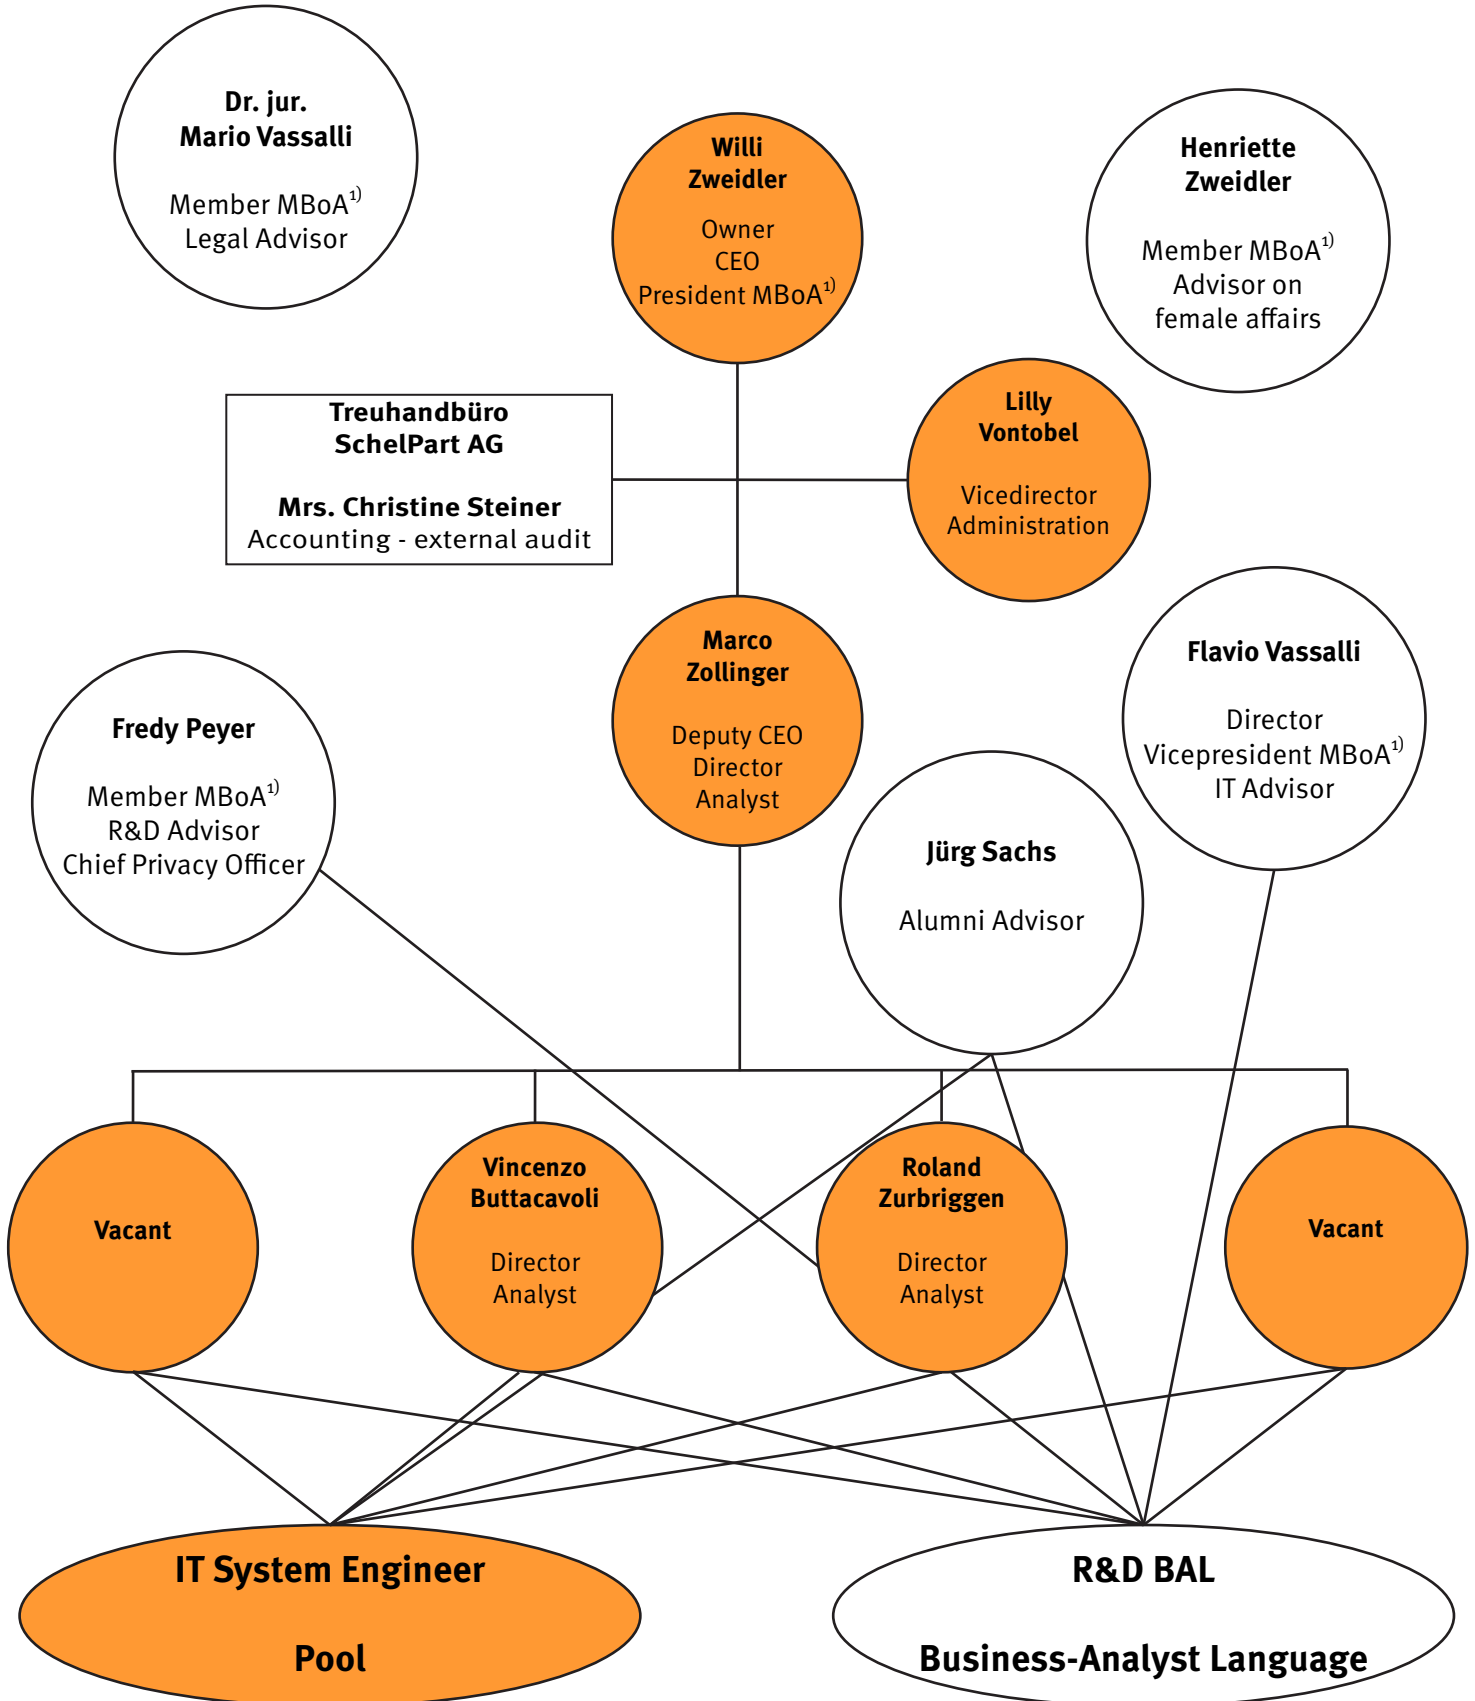 Dr. jur.
Mario Vassalli
Member MBoA¹⁾
Legal Advisor
Willi
Zweidler
Owner
CEO
President MBoA¹⁾
Henriette
Zweidler
Member MBoA¹⁾
Advisor on
female affairs
Treuhandbüro
SchelPart AG
Mrs. Christine Steiner
Accounting - external audit
Lilly
Vontobel
Vicedirector
Administration
Marco
Zollinger
Deputy CEO
Director
Analyst
Flavio Vassalli
Director
Vicepresident MBoA¹⁾
IT Advisor
Fredy Peyer
Member MBoA¹⁾
R&D Advisor
Chief Privacy Officer
Jürg Sachs
Alumni Advisor
Vacant
Vincenzo
Buttacavoli
Director
Analyst
Roland
Zurbriggen
Director
Analyst
Vacant
IT System Engineer
Pool
R&D BAL
Business-Analyst Language